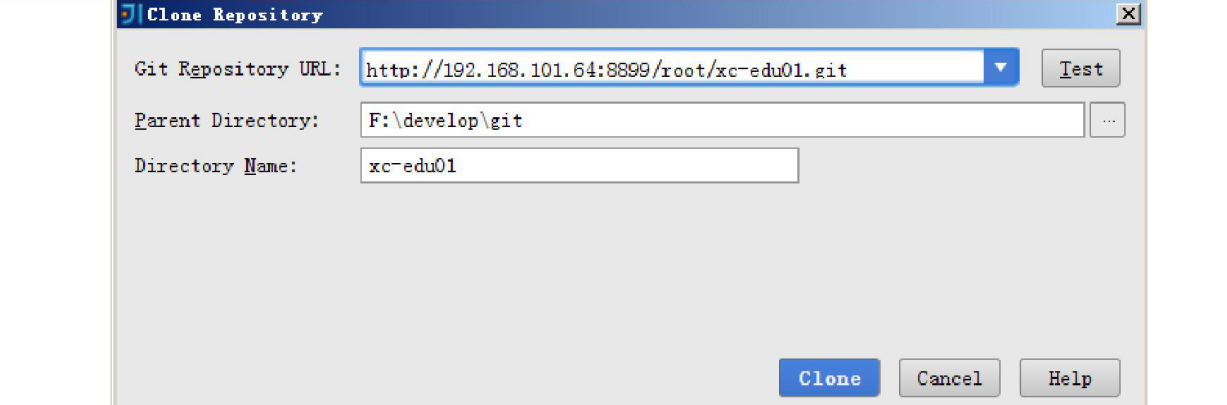 Clone Repository
Git Repository URL: http://192.168.101.64:8899/root/xc-edu01.git Test
Parent Directory: F:\develop\git ...
Directory Name: xc-edu01
Clone Cancel Help